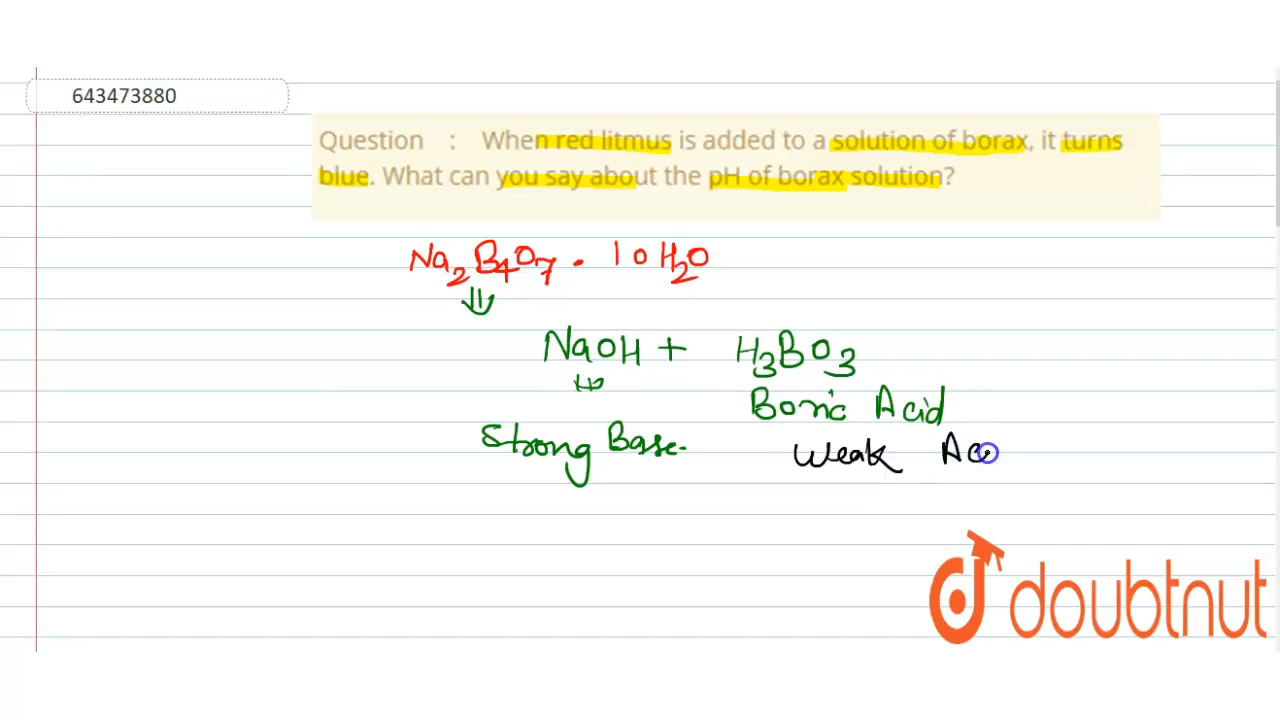 643473880
Question : When red litmus is added to a solution of borax, it turns
blue. What can you say about the pH of borax solution?
Na₂B₄O₇ · 10H₂O
⇓
NaOH + H₃BO₃
Boric Acid
Strong Base.
Weak Ac
doubtnut